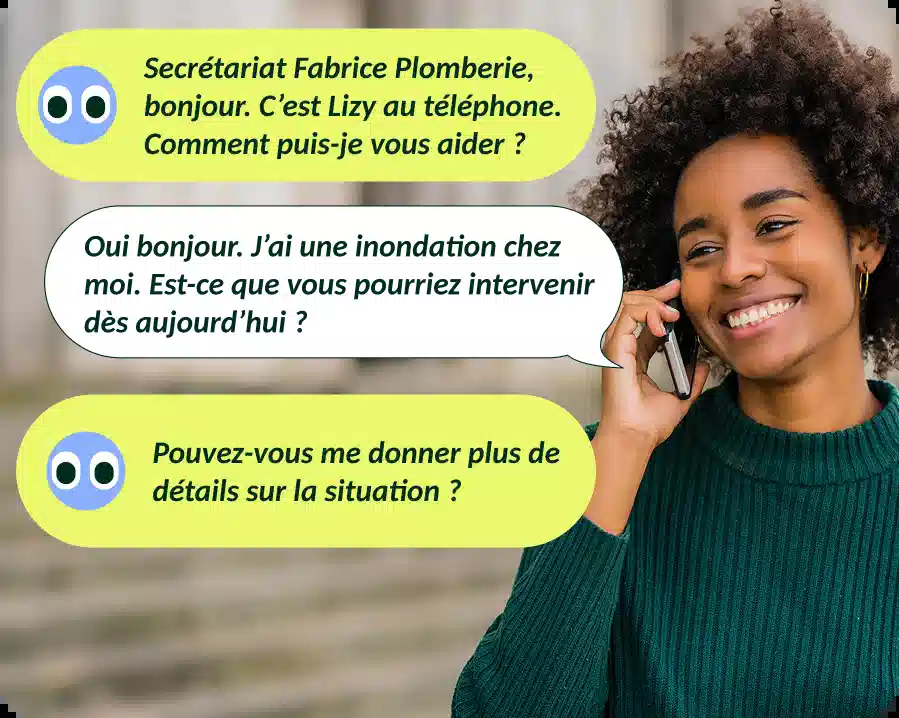 Secrétariat Fabrice Plomberie,
bonjour. C’est Lizy au téléphone.
Comment puis-je vous aider ?
Oui bonjour. J’ai une inondation chez
moi. Est-ce que vous pourriez intervenir
dès aujourd’hui ?
Pouvez-vous me donner plus de
détails sur la situation ?